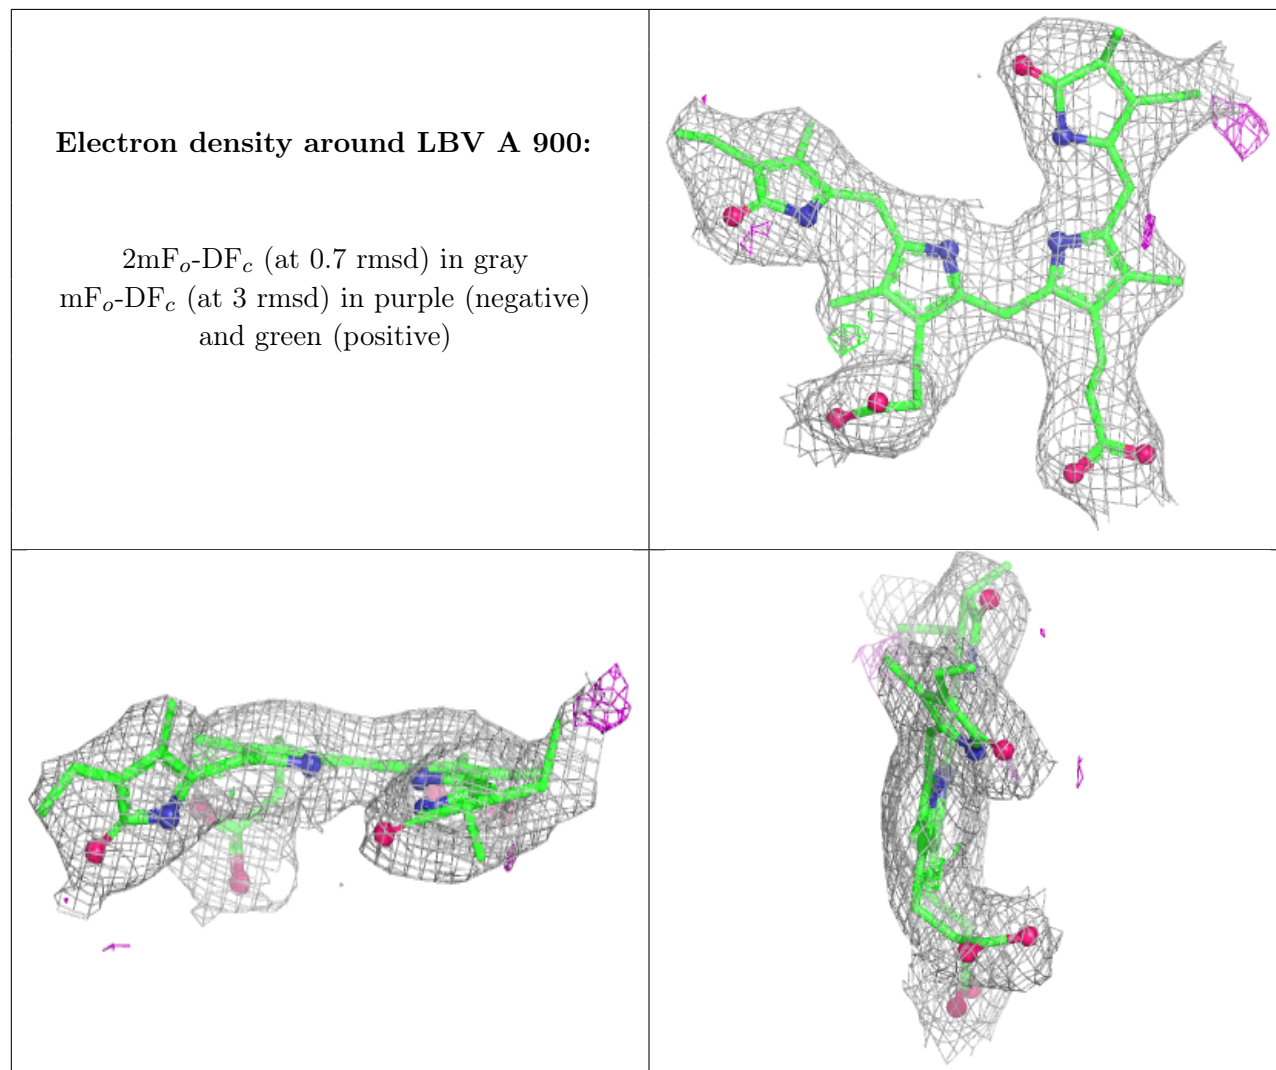 Electron density around LBV A 900:
2mFo-DFc (at 0.7 rmsd) in gray
mFo-DFc (at 3 rmsd) in purple (negative)
and green (positive)